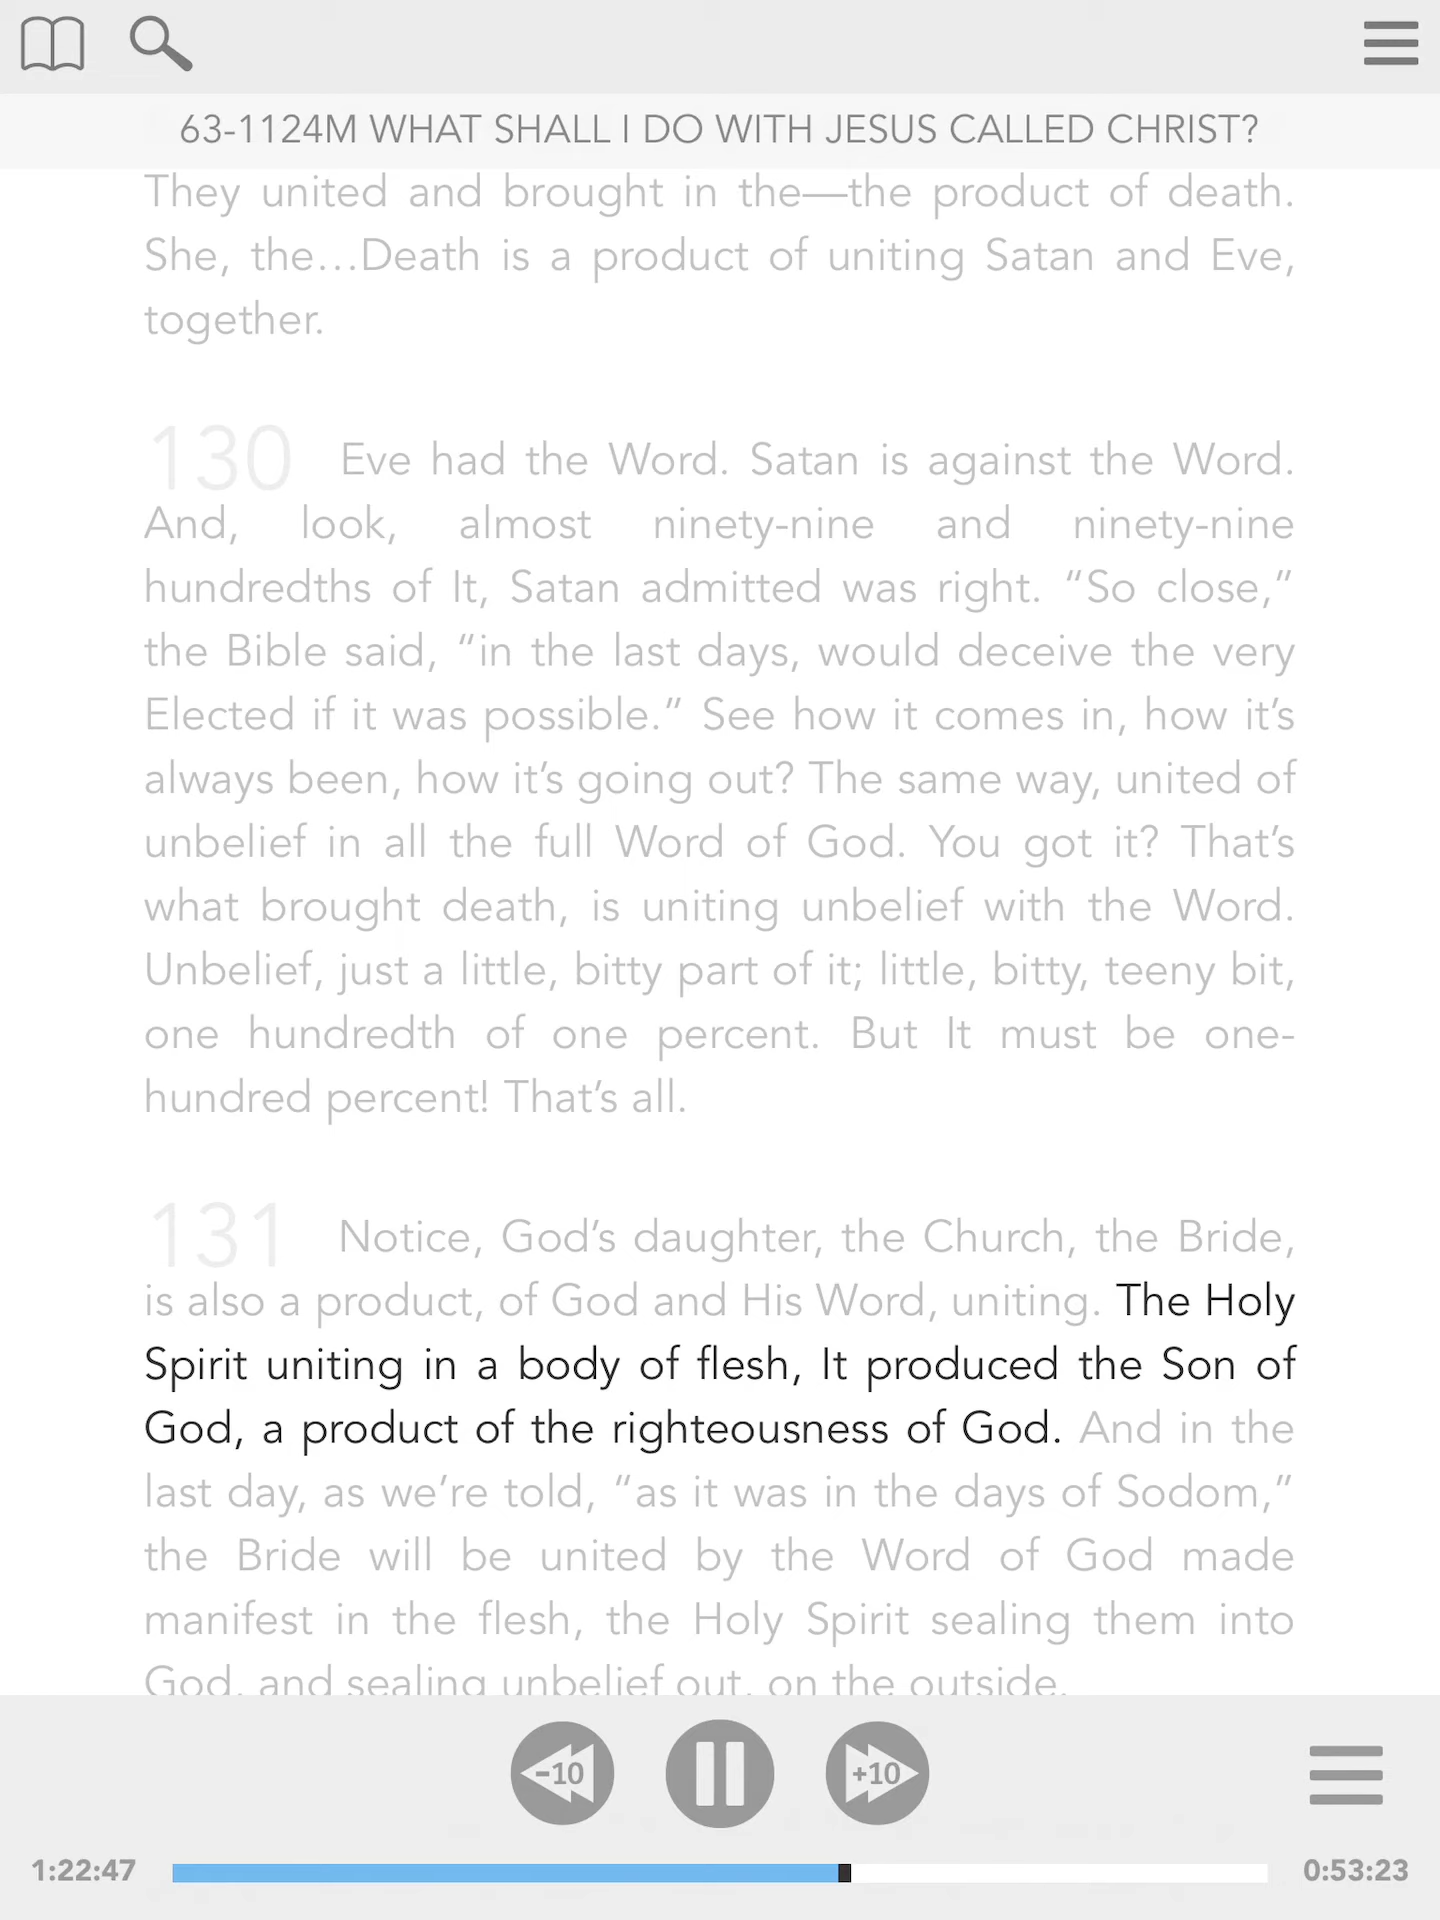 63-1124M WHAT SHALL I DO WITH JESUS CALLED CHRIST?
They united and brought in the—the product of death.
She, the…Death is a product of uniting Satan and Eve,
together.
130 Eve had the Word. Satan is against the Word.
And, look, almost ninety-nine and ninety-nine
hundredths of It, Satan admitted was right. “So close,”
the Bible said, “in the last days, would deceive the very
Elected if it was possible.” See how it comes in, how it’s
always been, how it’s going out? The same way, united of
unbelief in all the full Word of God. You got it? That’s
what brought death, is uniting unbelief with the Word.
Unbelief, just a little, bitty part of it; little, bitty, teeny bit,
one hundredth of one percent. But It must be one-
hundred percent! That’s all.
131 Notice, God’s daughter, the Church, the Bride,
is also a product, of God and His Word, uniting. The Holy
Spirit uniting in a body of flesh, It produced the Son of
God, a product of the righteousness of God. And in the
last day, as we’re told, “as it was in the days of Sodom,”
the Bride will be united by the Word of God made
manifest in the flesh, the Holy Spirit sealing them into
God, and sealing unbelief out, on the outside.
-10 +10
1:22:47 0:53:23